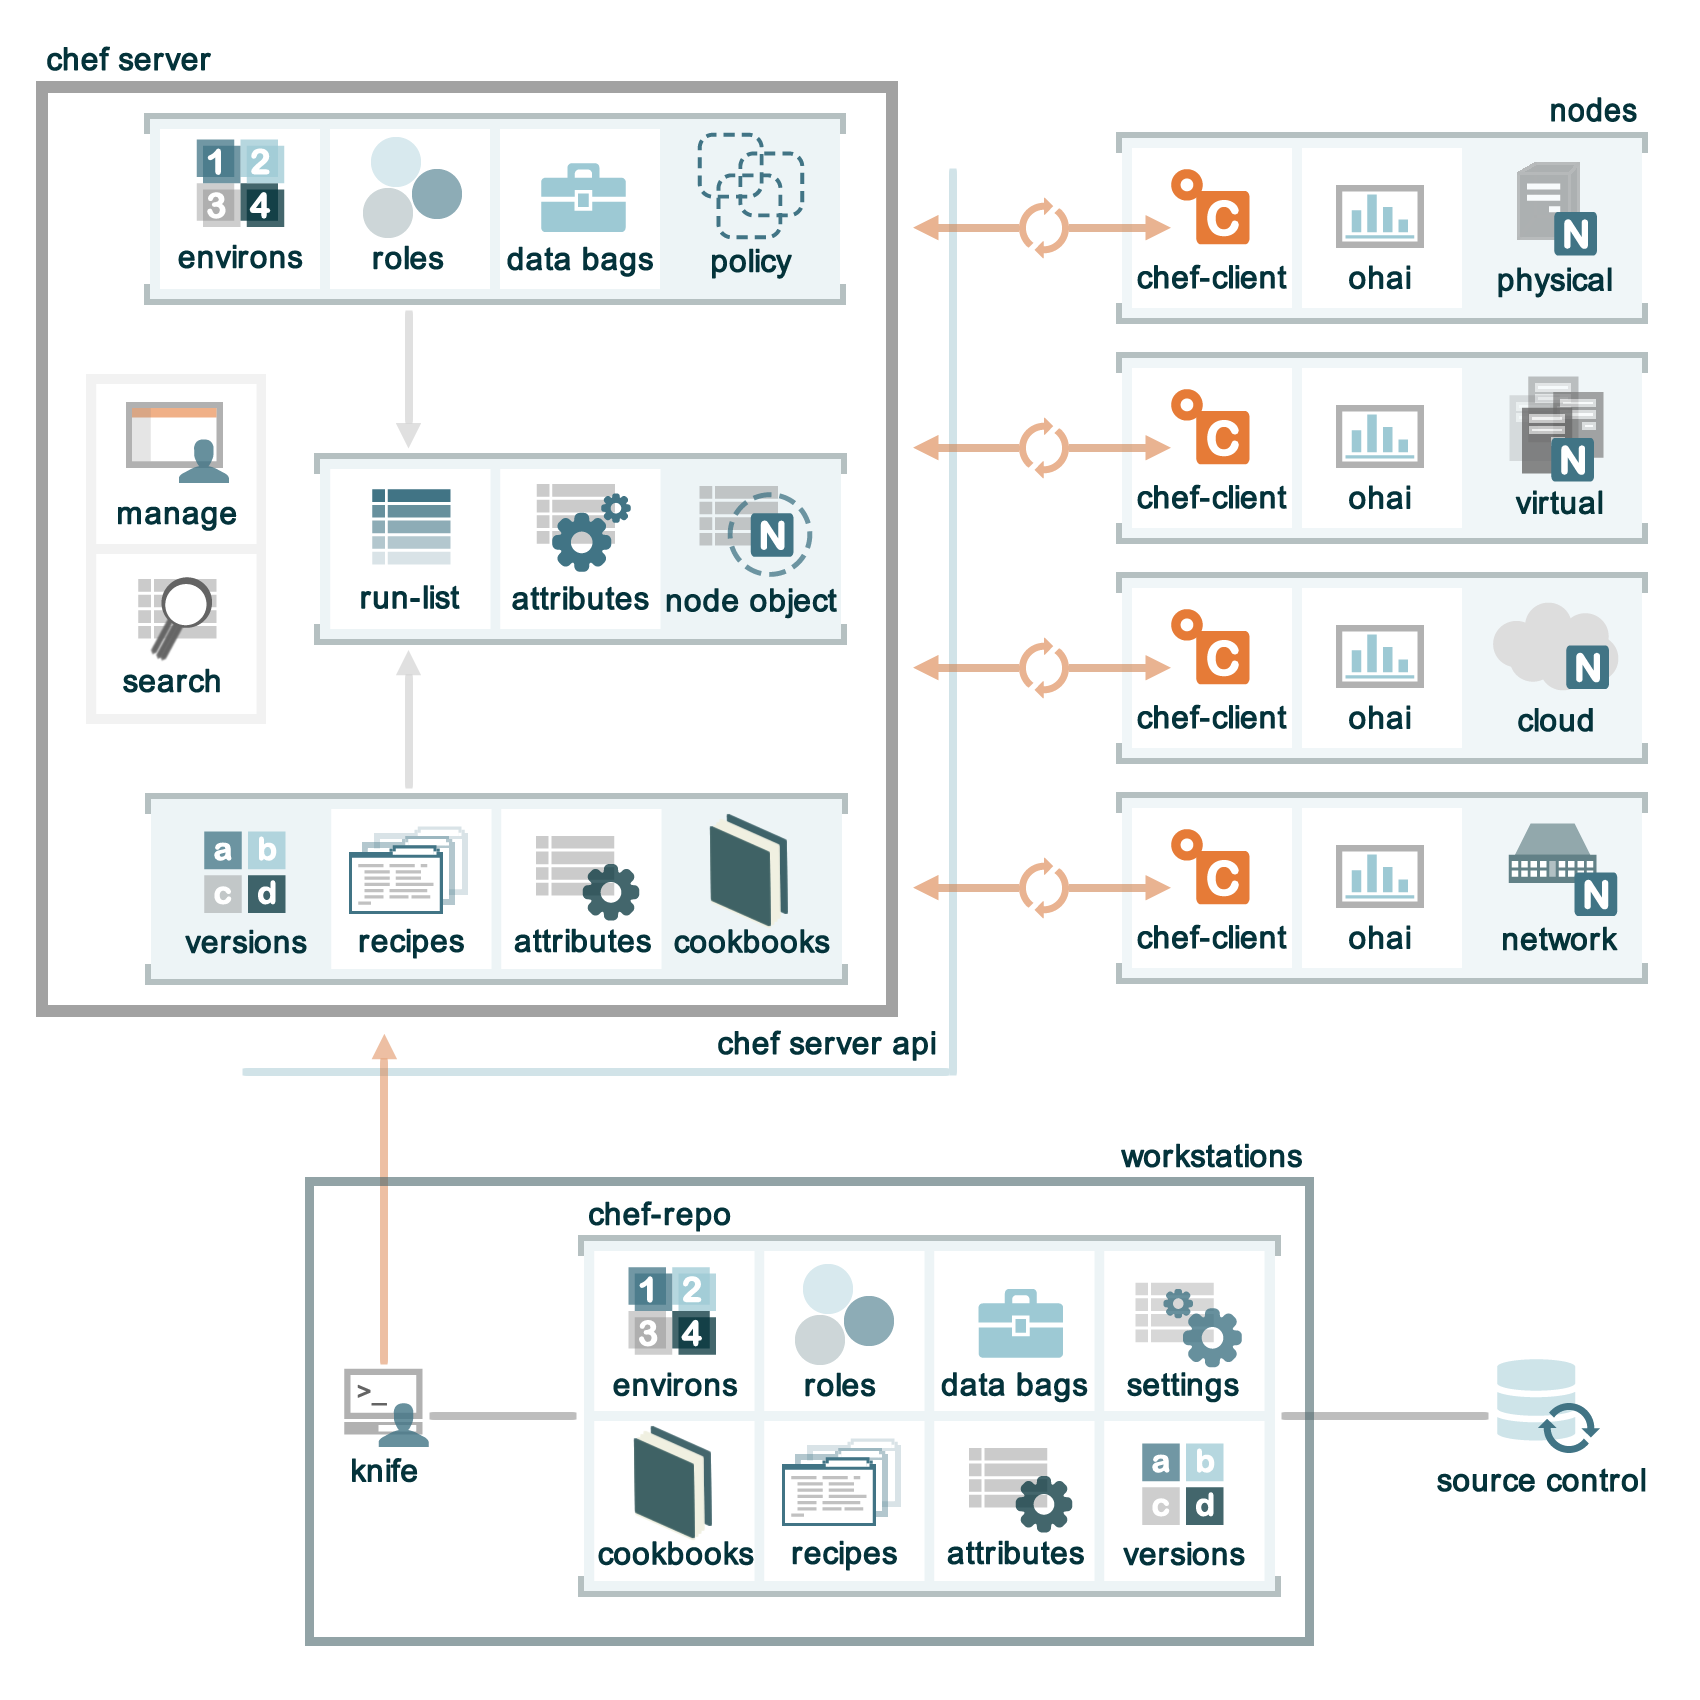 chef server
1 2
3 4
environs
roles
data bags
policy
manage
search
run-list
attributes
N
node object
a b
c d
versions
recipes
attributes
cookbooks
chef server api
nodes
C
chef-client
ohai
N
physical
C
chef-client
ohai
N
virtual
C
chef-client
ohai
N
cloud
C
chef-client
ohai
N
network
workstations
chef-repo
>_
knife
1 2
3 4
environs
roles
data bags
settings
cookbooks
recipes
attributes
a b
c d
versions
source control